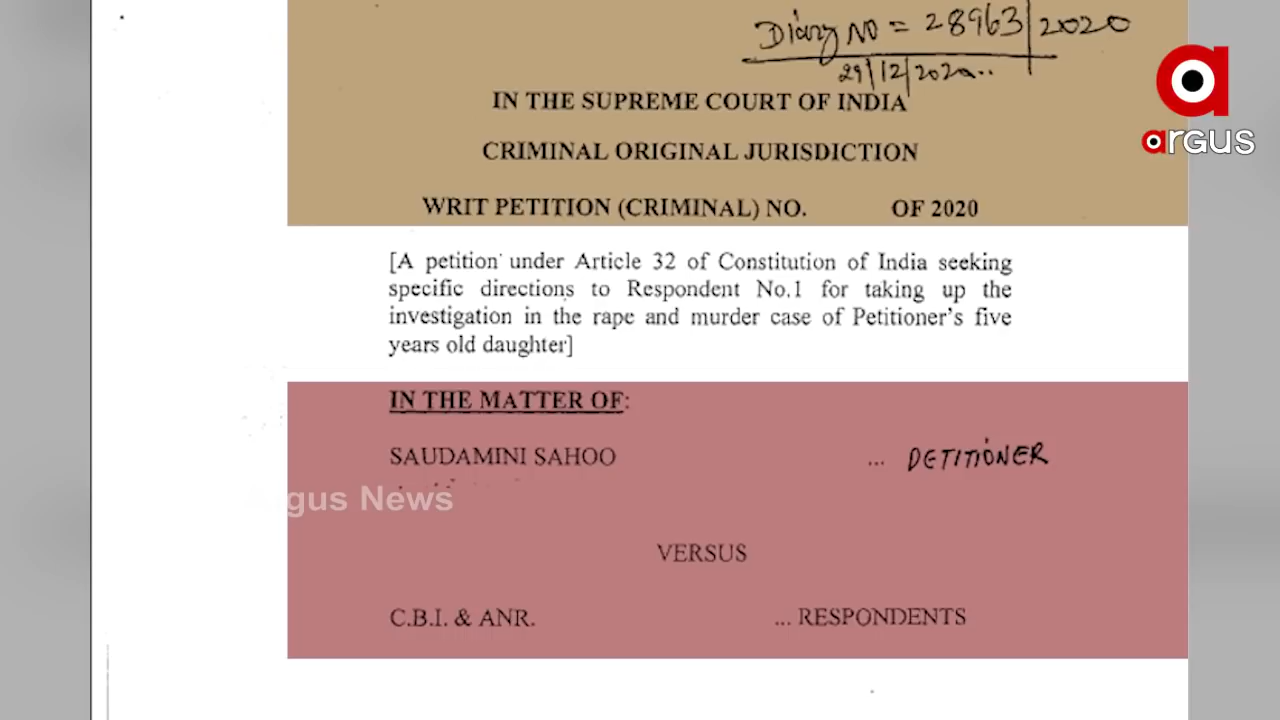 Diary No = 28963/2020
29/12/2020..
argus
IN THE SUPREME COURT OF INDIA
CRIMINAL ORIGINAL JURISDICTION
WRIT PETITION (CRIMINAL) NO. OF 2020
[A petition under Article 32 of Constitution of India seeking
specific directions to Respondent No.1 for taking up the
investigation in the rape and murder case of Petitioner's five
years old daughter]
IN THE MATTER OF:
SAUDAMINI SAHOO ... PETITIONER
gus News
VERSUS
C.B.I. & ANR. ... RESPONDENTS